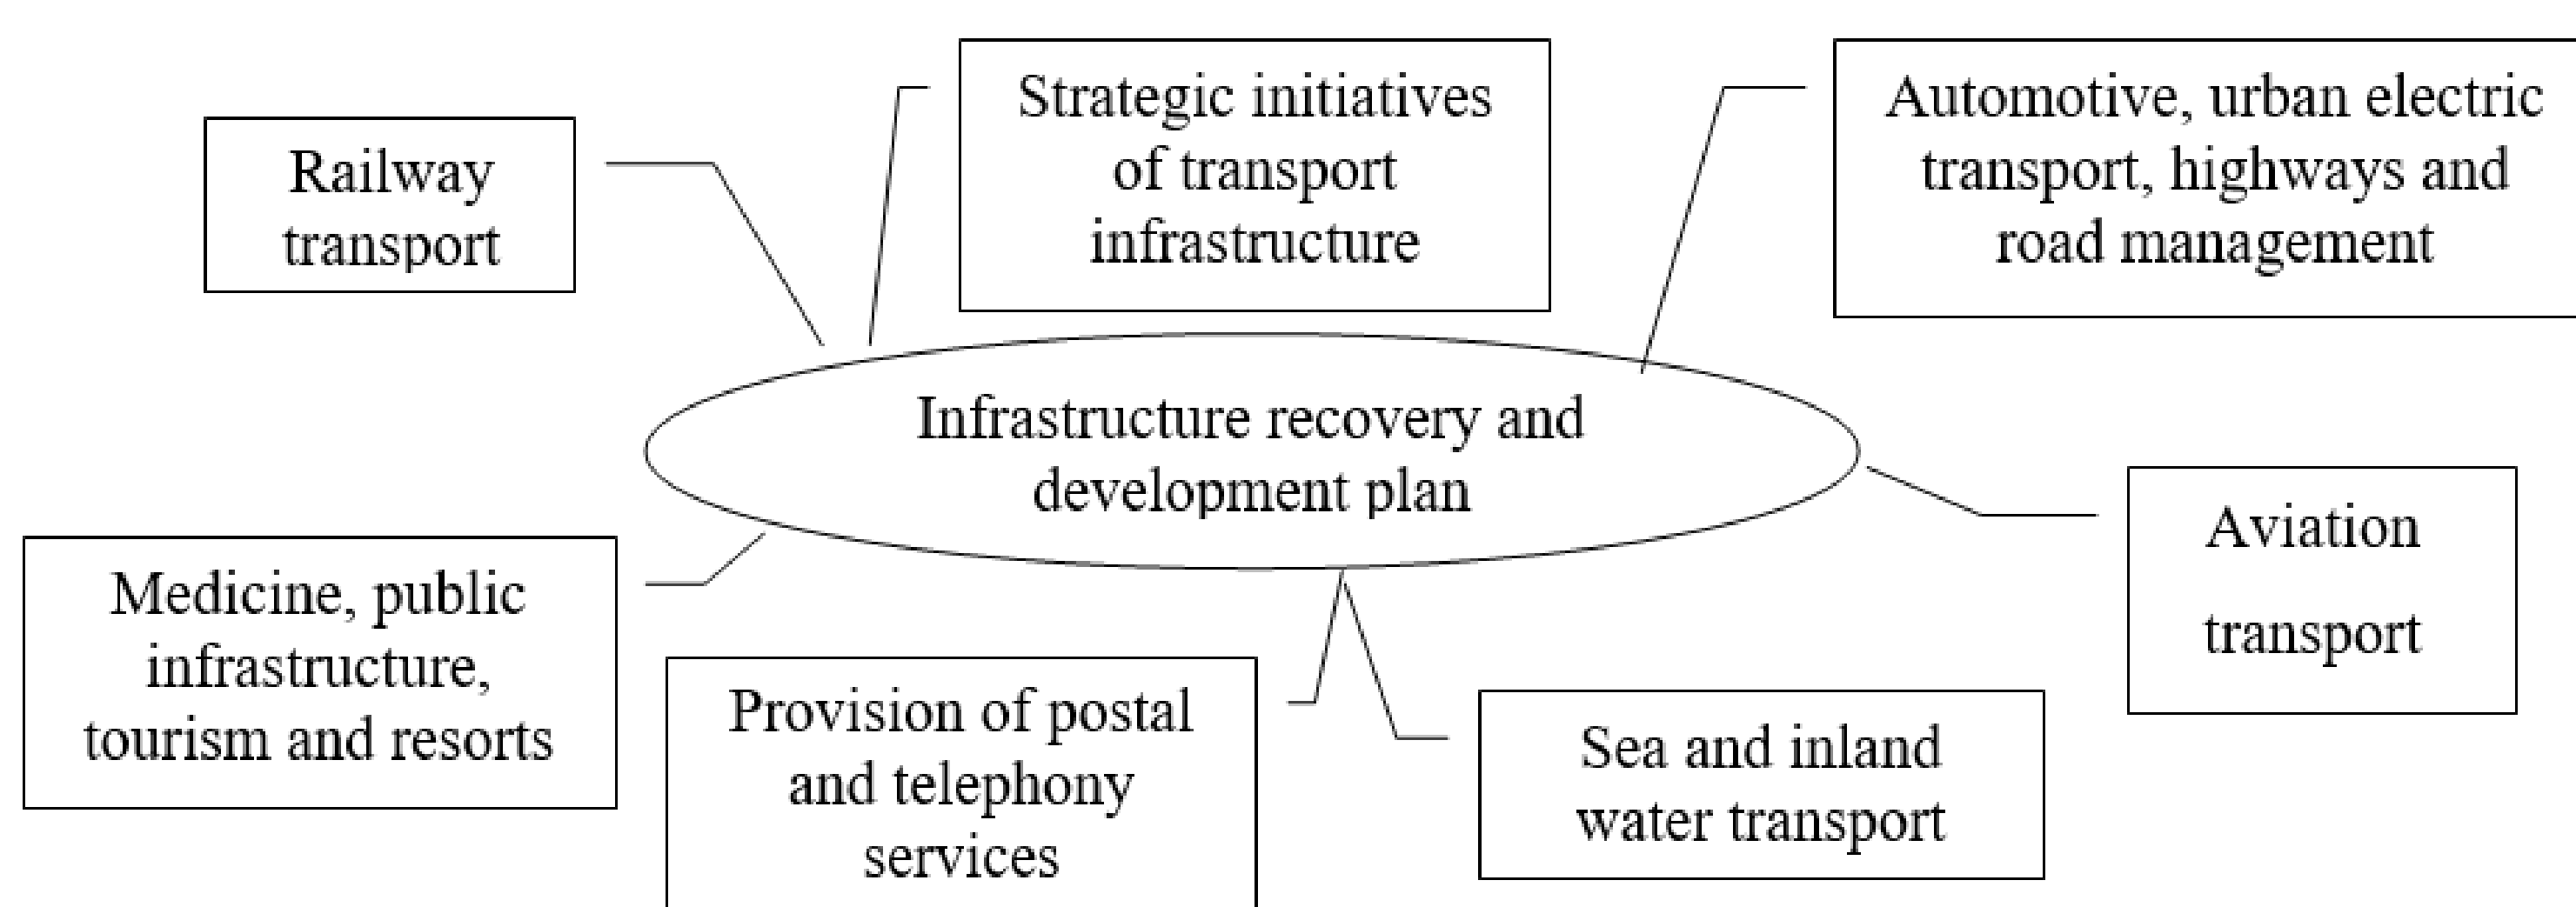 Railway
transport
Strategic initiatives
of transport
infrastructure
Automotive, urban electric
transport, highways and
road management
Infrastructure recovery and
development plan
Medicine, public
infrastructure,
tourism and resorts
Provision of postal
and telephony
services
Sea and inland
water transport
Aviation
transport